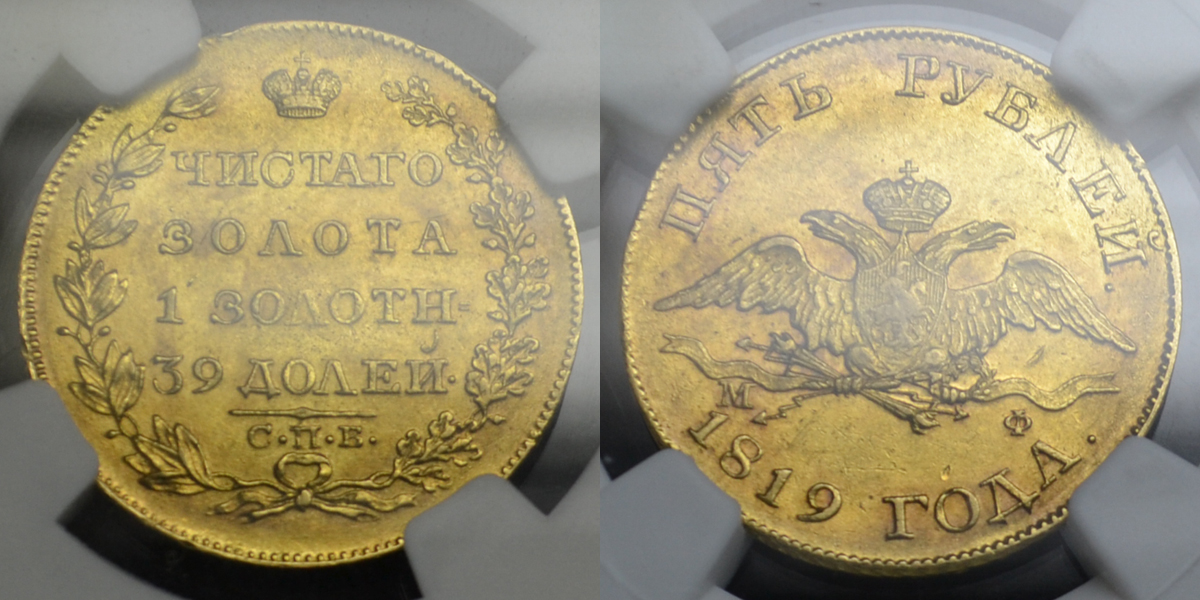 ЧИСТАГО
ЗОЛОТА
1 ЗОЛОТН-
39 ДОЛЕЙ.
С.П.Б.
ПЯТЬ РУБЛЕЙ.
М Ф
1819 ГОДА.